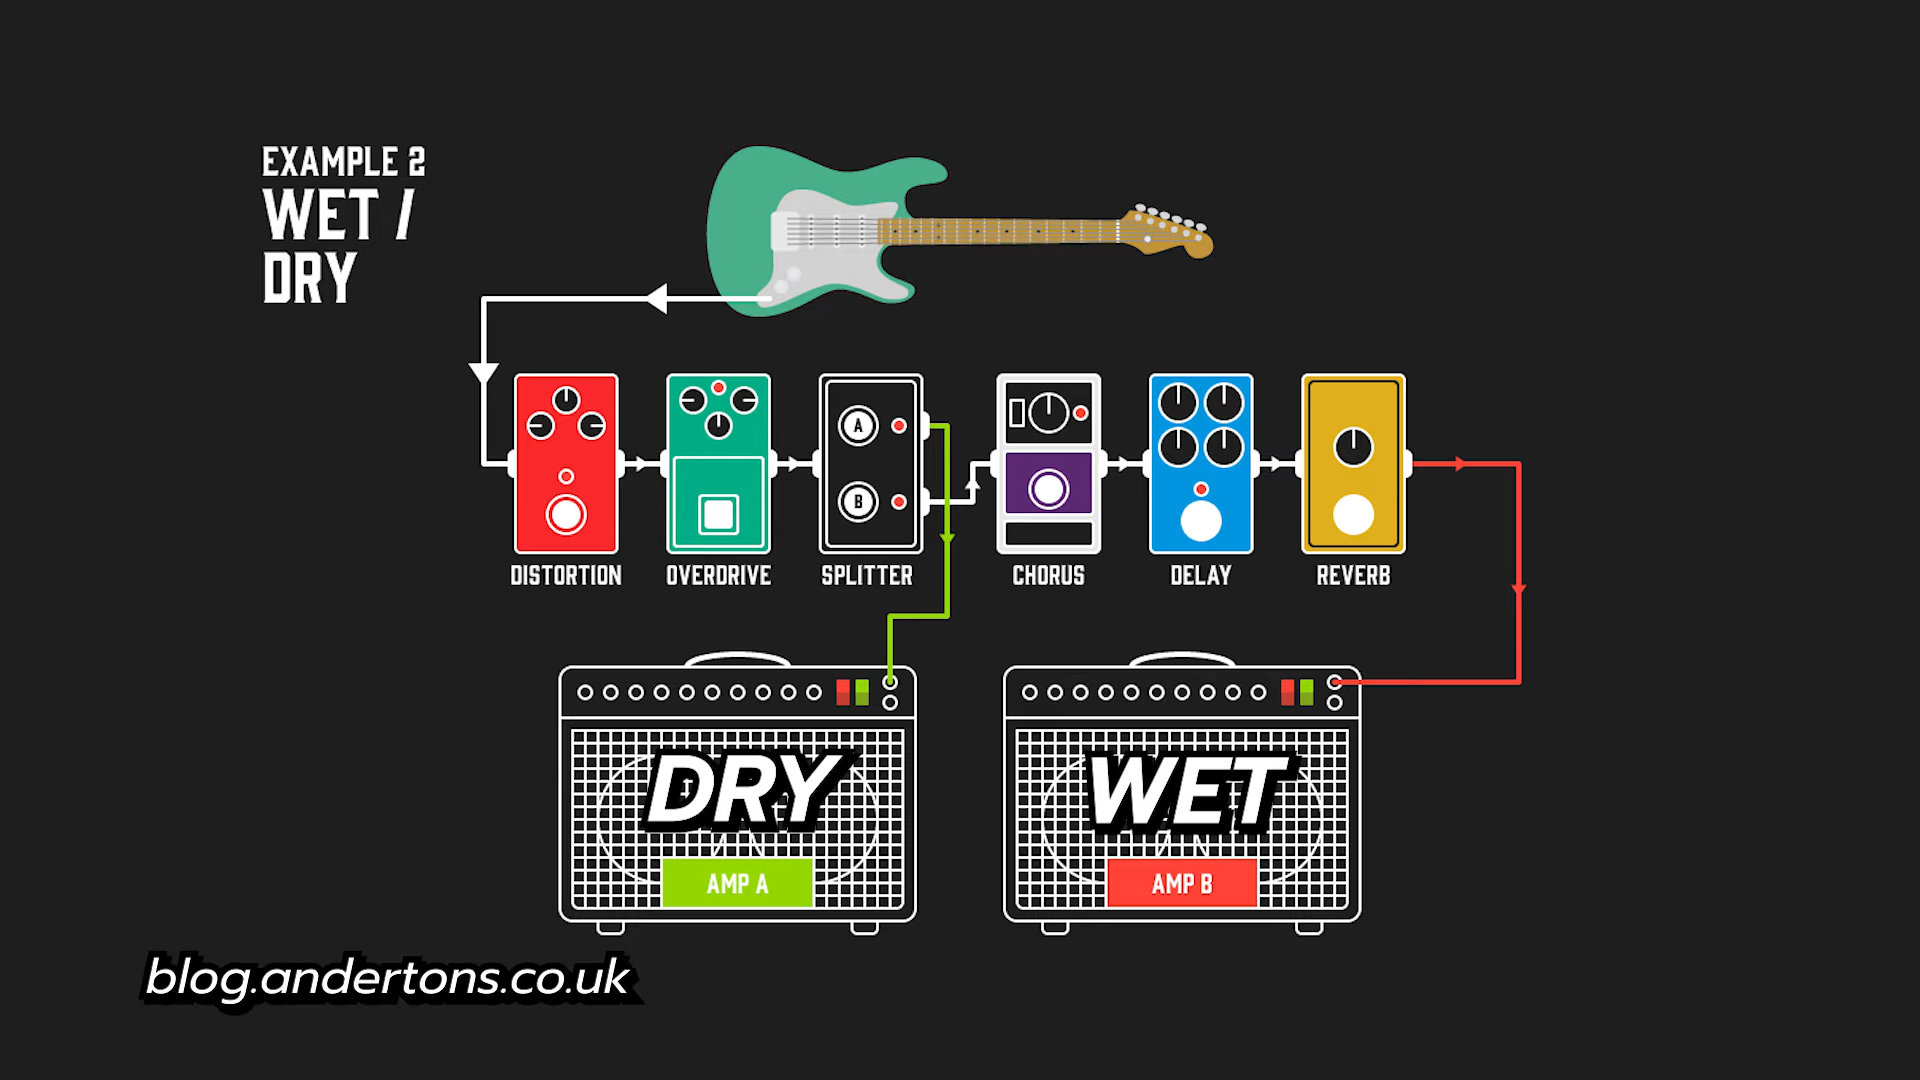 EXAMPLE 2
WET /
DRY
A
B
DISTORTION
OVERDRIVE
SPLITTER
CHORUS
DELAY
REVERB
DRY
WET
AMP A
AMP B
blog.andertons.co.uk